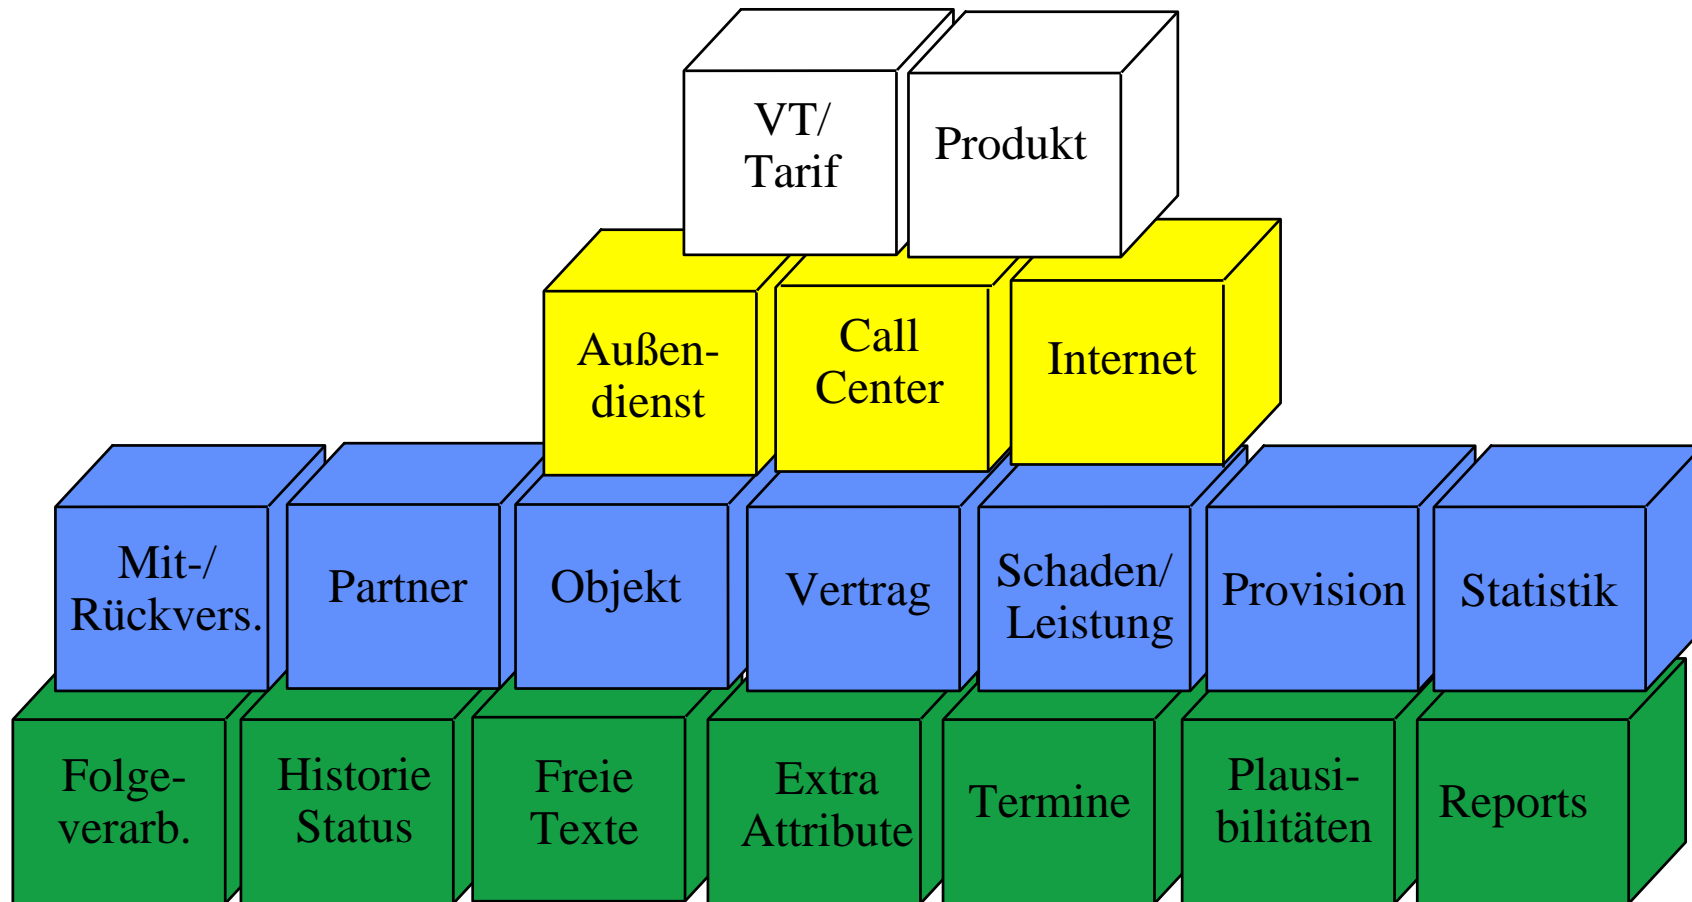 VT/
Tarif
Produkt
Außen-
dienst
Call
Center
Internet
Mit-/
Rückvers.
Partner
Objekt
Vertrag
Schaden/
Leistung
Provision
Statistik
Folge-
verarb.
Historie
Status
Freie
Texte
Extra
Attribute
Termine
Plausi-
bilitäten
Reports